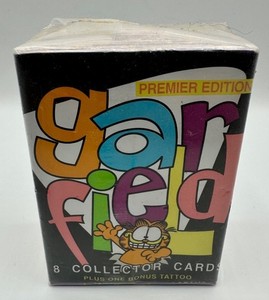 PREMIER EDITION
gar
field
8 COLLECTOR CARDS
PLUS ONE BONUS TATTOO